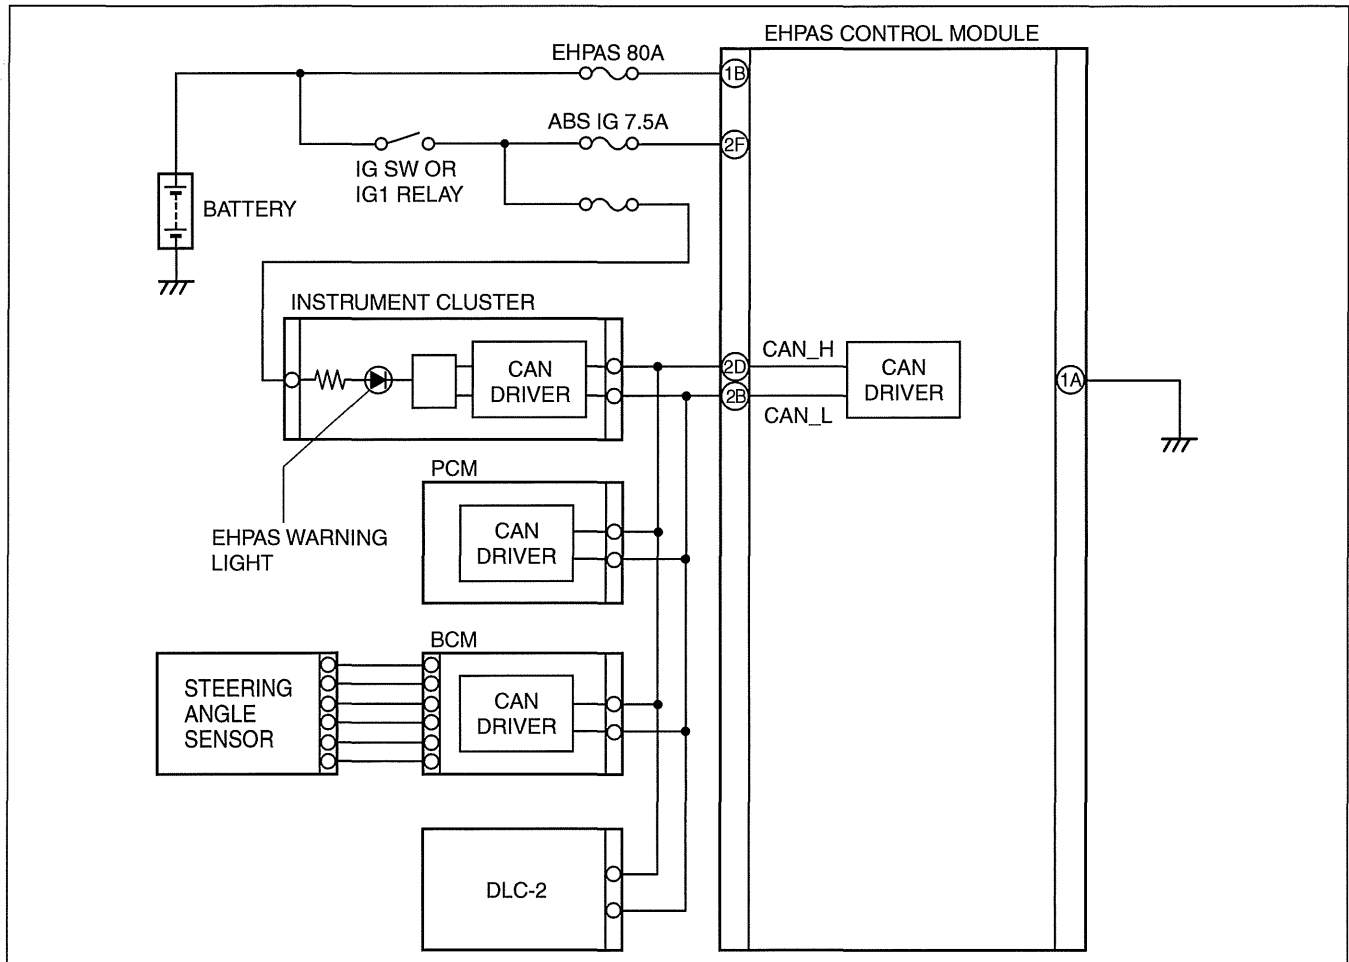 EHPAS CONTROL MODULE
EHPAS 80A
1B
ABS IG 7.5A
2F
IG SW OR
IG1 RELAY
BATTERY
INSTRUMENT CLUSTER
CAN
DRIVER
2D
CAN_H
2B
CAN_L
CAN
DRIVER
1A
EHPAS WARNING
LIGHT
PCM
CAN
DRIVER
STEERING
ANGLE
SENSOR
BCM
CAN
DRIVER
DLC-2